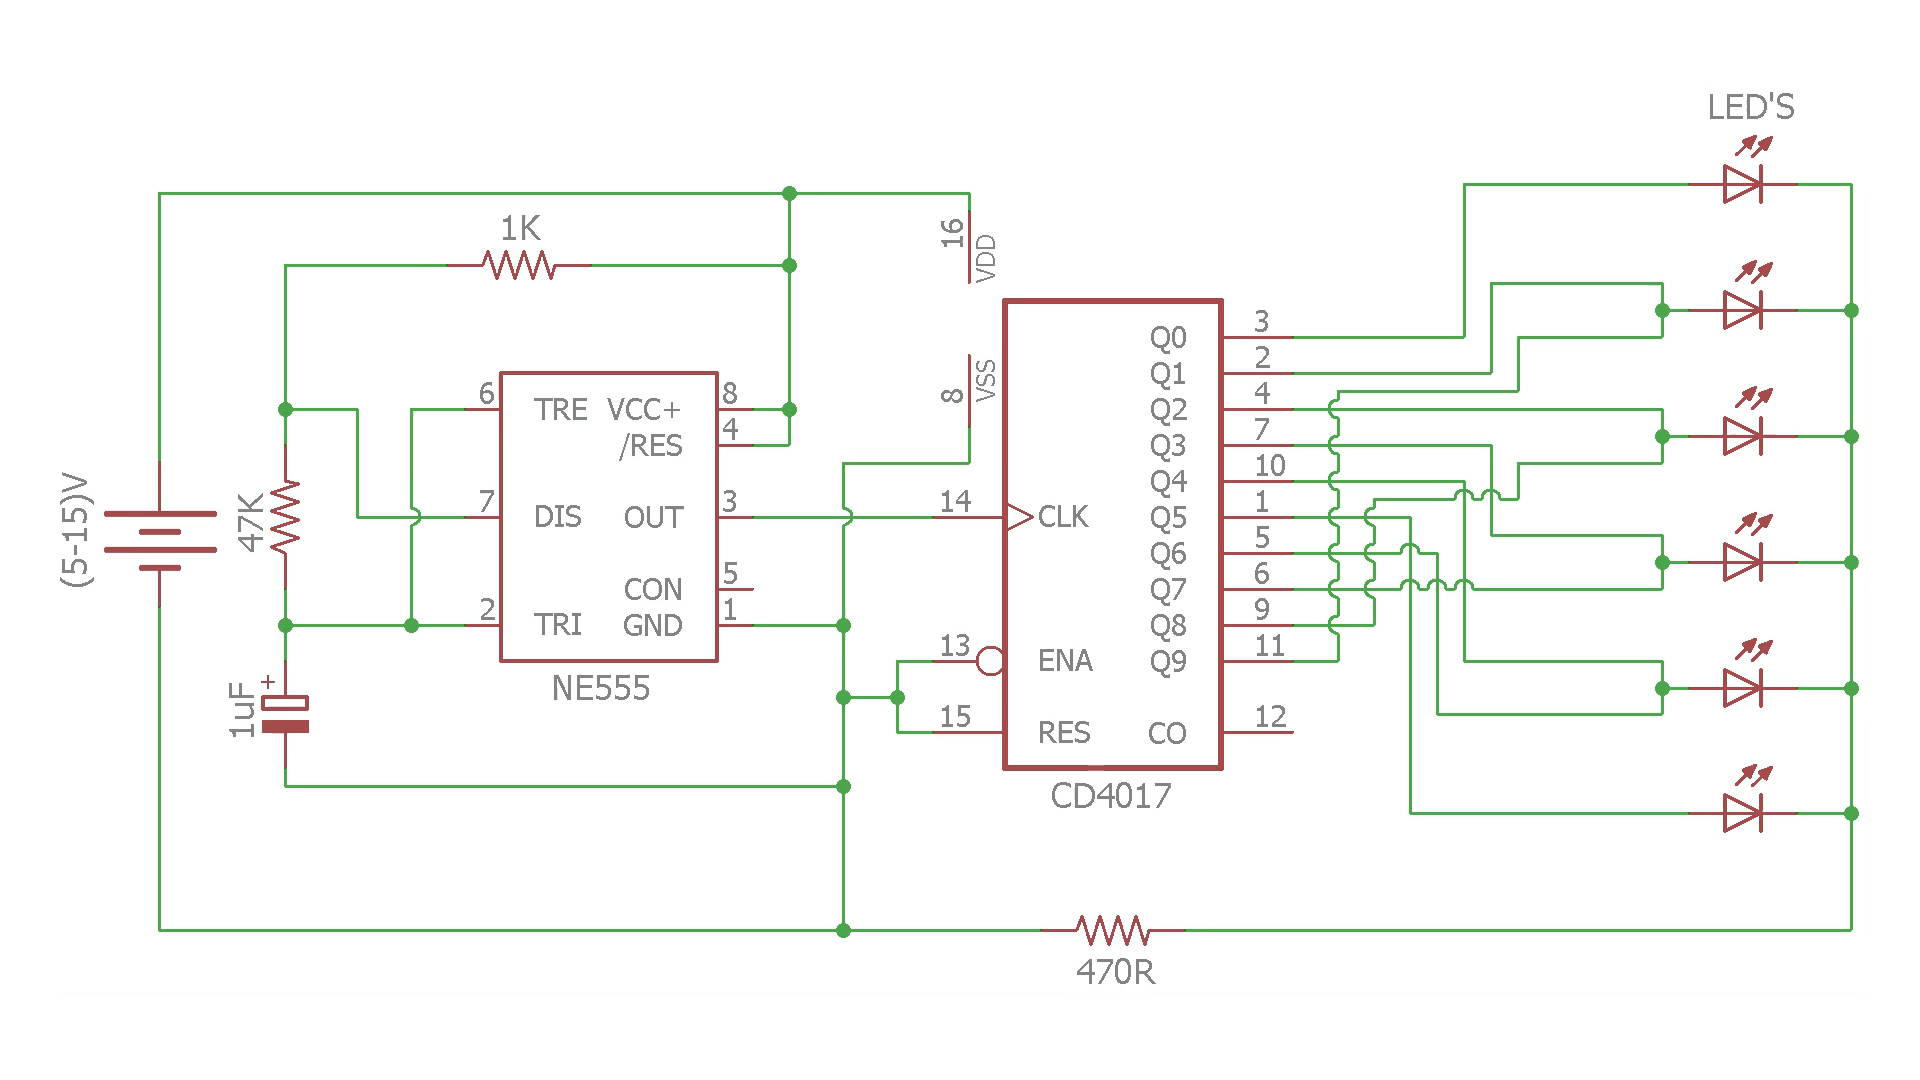 LED'S
1K
16
VDD
8
VSS
(5-15)V
47K
1uF
+
6
7
2
TRE
VCC+
/RES
DIS
OUT
CON
TRI
GND
8
4
3
5
1
NE555
14
13
15
CLK
ENA
RES
Q0
Q1
Q2
Q3
Q4
Q5
Q6
Q7
Q8
Q9
CO
3
2
4
7
10
1
5
6
9
11
12
CD4017
470R